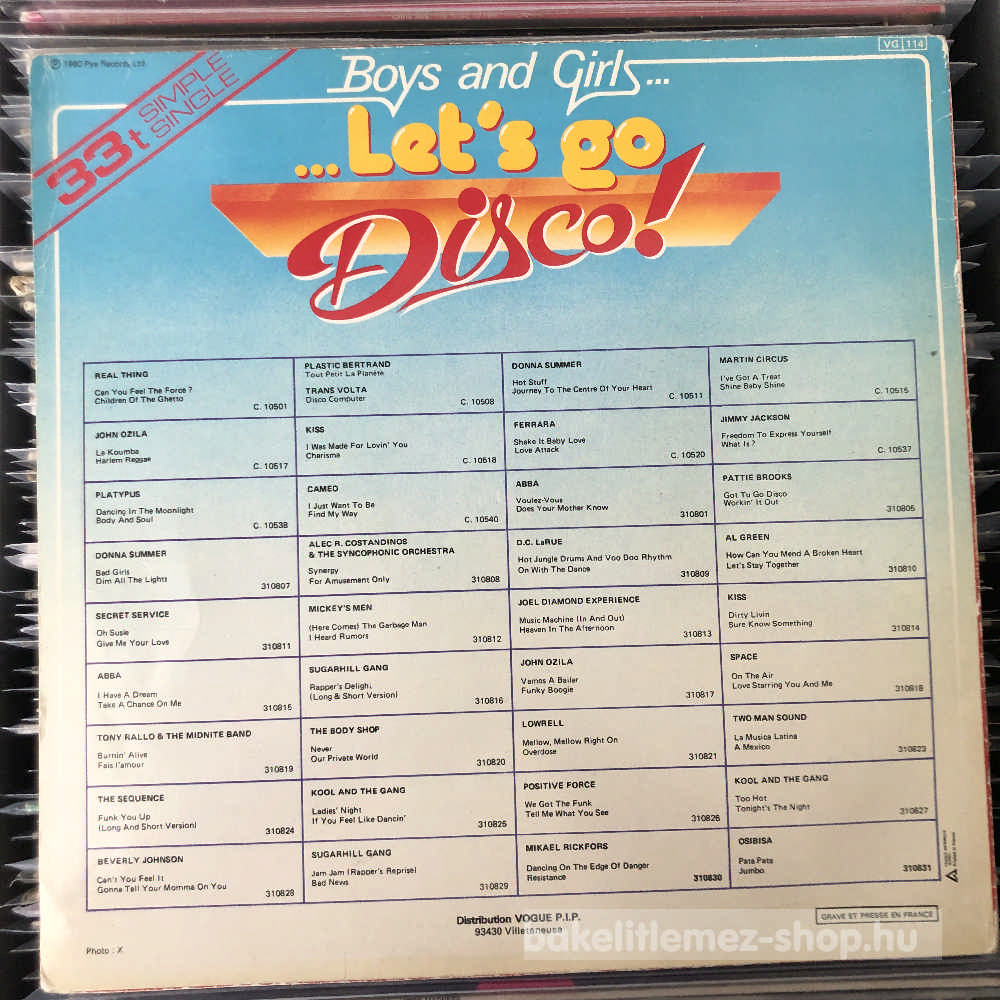 ℗ 1980 Pye Records, Ltd.
VG 114
33t SIMPLE
SINGLE
Boys and Girls...
...Let's go
Disco!
REAL THING
Can You Feel The Force ?
Children Of The Ghetto
C. 10501
PLASTIC BERTRAND
Tout Petit La Planète
TRANS VOLTA
Disco Computer
C. 10508
DONNA SUMMER
Hot Stuff
Journey To The Centre Of Your Heart
C. 10511
MARTIN CIRCUS
I've Got A Treat
Shine Baby Shine
C. 10515
JOHN OZILA
La Koumba
Harlem Reggae
C. 10517
KISS
I Was Made For Lovin' You
Charisma
C. 10518
FERRARA
Shake It Baby Love
Love Attack
C. 10520
JIMMY JACKSON
Freedom To Express Yourself
What Is ?
C. 10537
PLATYPUS
Dancing In The Moonlight
Body And Soul
C. 10538
CAMEO
I Just Want To Be
Find My Way
C. 10540
ABBA
Voulez-Vous
Does Your Mother Know
310801
PATTIE BROOKS
Got Tu Go Disco
Workin' It Out
310805
DONNA SUMMER
Bad Girls
Dim All The Lights
310807
ALEC R. COSTANDINOS
& THE SYNCOPHONIC ORCHESTRA
Synergy
For Amusement Only
310808
D.C. LaRUE
Hot Jungle Drums And Voo Doo Rhythm
On With The Dance
310809
AL GREEN
How Can You Mend A Broken Heart
Let's Stay Together
310810
SECRET SERVICE
Oh Susie
Give Me Your Love
310811
MICKEY'S MEN
(Here Comes) The Garbage Man
I Heard Rumors
310812
JOEL DIAMOND EXPERIENCE
Music Machine (In And Out)
Heaven In The Afternoon
310813
KISS
Dirty Livin
Sure Know Something
310814
ABBA
I Have A Dream
Take A Chance On Me
310815
SUGARHILL GANG
Rapper's Delight
(Long & Short Version)
310816
JOHN OZILA
Vamos A Bailer
Funky Boogie
310817
SPACE
On The Air
Love Starring You And Me
310818
TONY RALLO & THE MIDNITE BAND
Burnin' Alive
Fais l'amour
310819
THE BODY SHOP
Never
Our Private World
310820
LOWRELL
Mellow, Mellow Right On
Overdose
310821
TWO MAN SOUND
La Musica Latina
A Mexico
310823
THE SEQUENCE
Funk You Up
(Long And Short Version)
310824
KOOL AND THE GANG
Ladies' Night
If You Feel Like Dancin'
310825
POSITIVE FORCE
We Got The Funk
Tell Me What You See
310826
KOOL AND THE GANG
Too Hot
Tonight's The Night
310827
BEVERLY JOHNSON
Can't You Feel It
Gonna Tell Your Momma On You
310828
SUGARHILL GANG
Jam Jam (Rapper's Reprise)
Bad News
310829
MIKAEL RICKFORS
Dancing On The Edge Of Danger
Resistance
310830
OSIBISA
Pata Pata
Jumbo
310831
Distribution VOGUE P.I.P.
93430 Villetaneuse
GRAVE ET PRESSE EN FRANCE
Photo : X
bakelitlemez-shop.hu